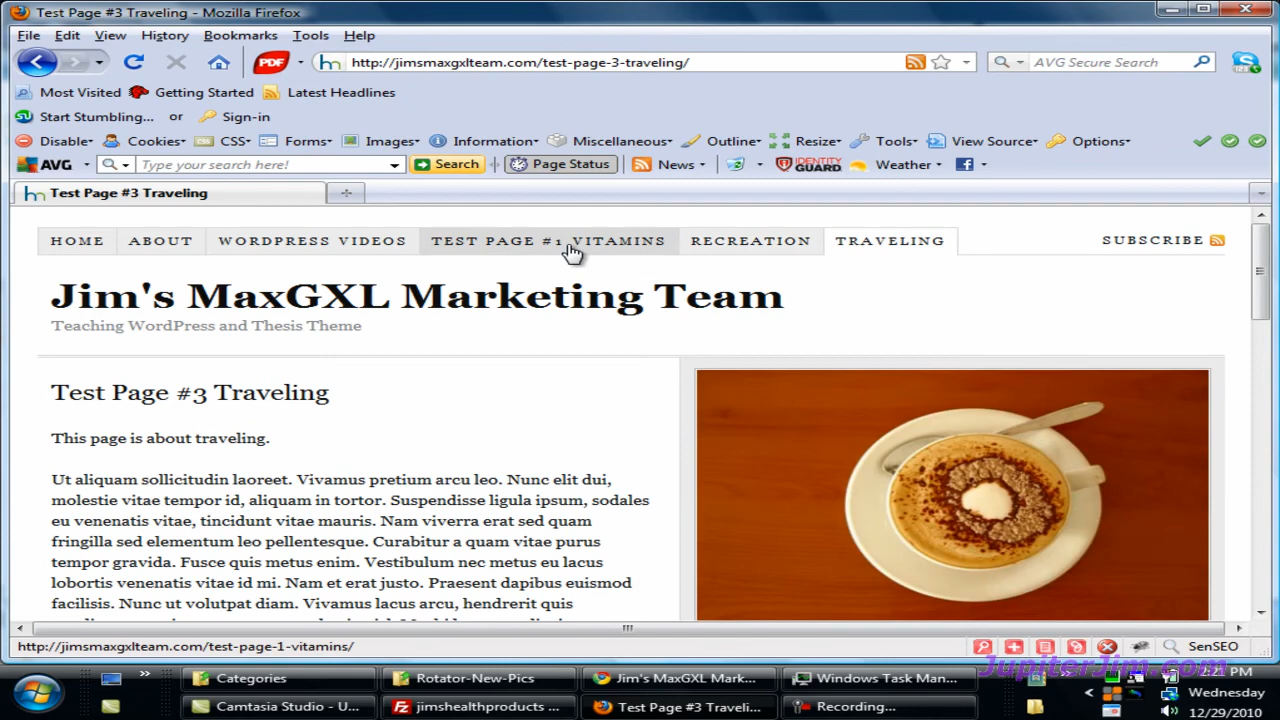 Test Page #3 Traveling - Mozilla Firefox
File Edit View History Bookmarks Tools Help
PDF http://jimsmaxgxlteam.com/test-page-3-traveling/ AVG Secure Search
Most Visited Getting Started Latest Headlines
Start Stumbling... or Sign-in
Disable Cookies CSS Forms Images Information Miscellaneous Outline Resize Tools View Source Options
AVG Type your search here! Search Page Status News IDENTITY GUARD Weather
Test Page #3 Traveling
HOME ABOUT WORDPRESS VIDEOS TEST PAGE #1 VITAMINS RECREATION TRAVELING SUBSCRIBE
Jim's MaxGXL Marketing Team
Teaching WordPress and Thesis Theme
Test Page #3 Traveling
This page is about traveling.
Ut aliquam sollicitudin laoreet. Vivamus pretium arcu leo. Nunc elit dui,
molestie vitae tempor id, aliquam in tortor. Suspendisse ligula ipsum, sodales
eu venenatis vitae, tincidunt vitae mauris. Nam viverra erat sed quam
fringilla sed elementum leo pellentesque. Curabitur a quam vitae purus
tempor gravida. Fusce quis metus enim. Vestibulum nec metus eu lacus
lobortis venenatis vitae id mi. Nam et erat justo. Praesent dapibus euismod
facilisis. Nunc ut volutpat diam. Vivamus lacus arcu, hendrerit quis
http://jimsmaxgxlteam.com/test-page-1-vitamins/ SenSEO
JupiterJim.com
Categories Rotator-New-Pics Jim's MaxGXL Mark... Windows Task Man... 2:21 PM
Wednesday
Camtasia Studio - U... jimshealthproducts ... Test Page #3 Traveli... Recording... 12/29/2010